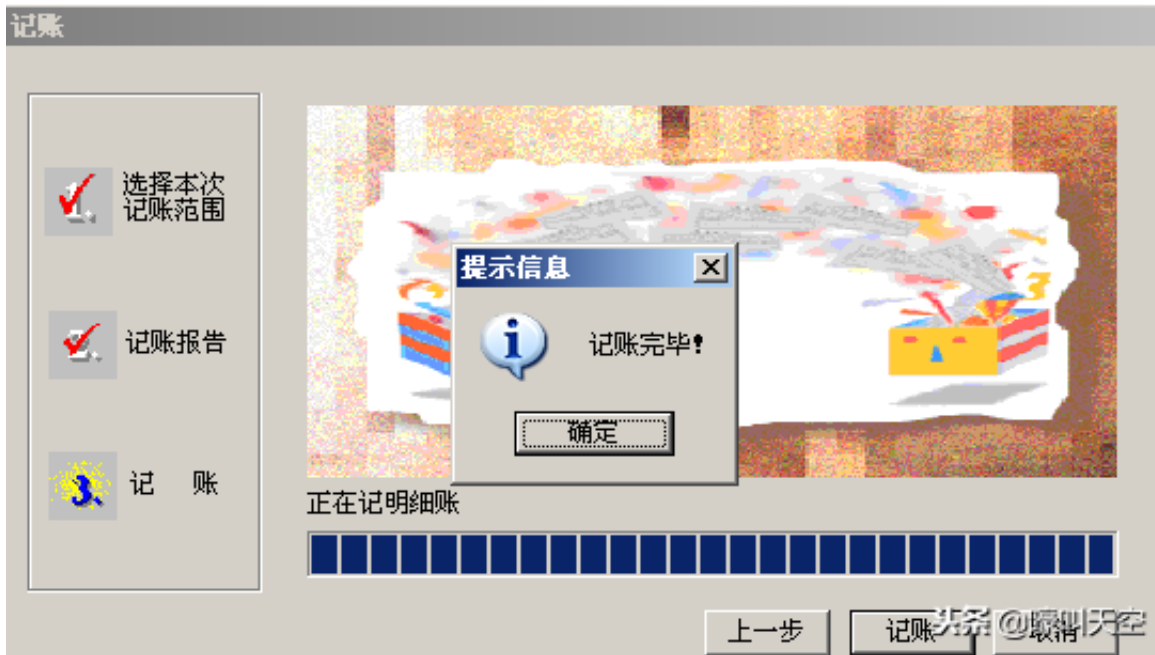 记账
选择本次
记账范围
记账报告
记 账
提示信息
记账完毕!
确定
正在记明细账
上一步
记账
取消
头条 @嚎叫天空